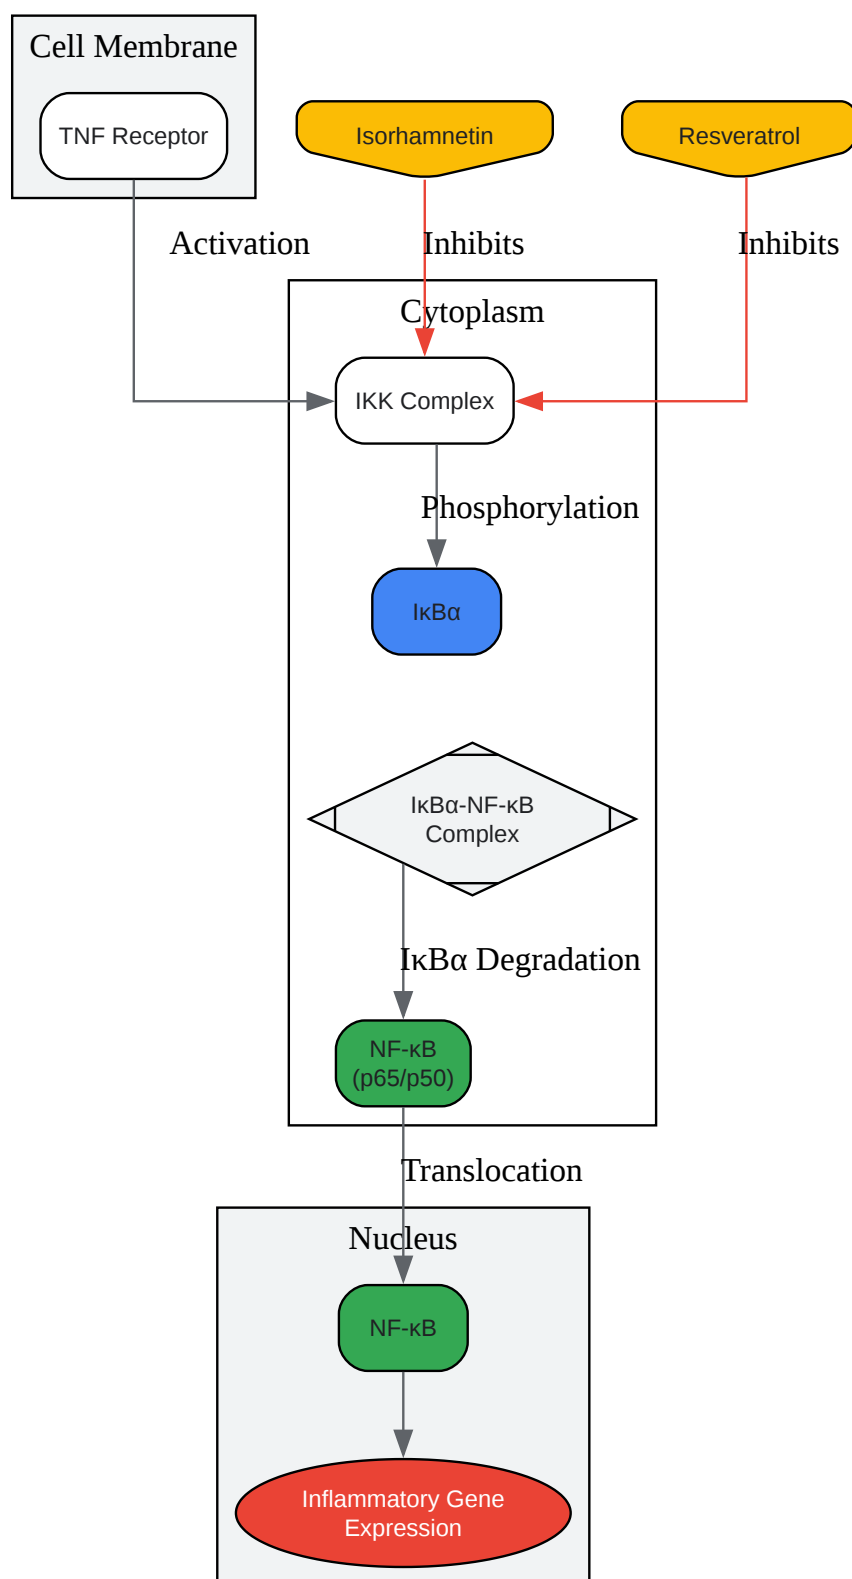 Cell Membrane
TNF Receptor
Isorhamnetin
Resveratrol
Activation
Inhibits
Inhibits
Cytoplasm
IKK Complex
Phosphorylation
IκBα
IκBα-NF-κB
Complex
IκBα Degradation
NF-κB
(p65/p50)
Translocation
Nucleus
NF-κB
Inflammatory Gene
Expression